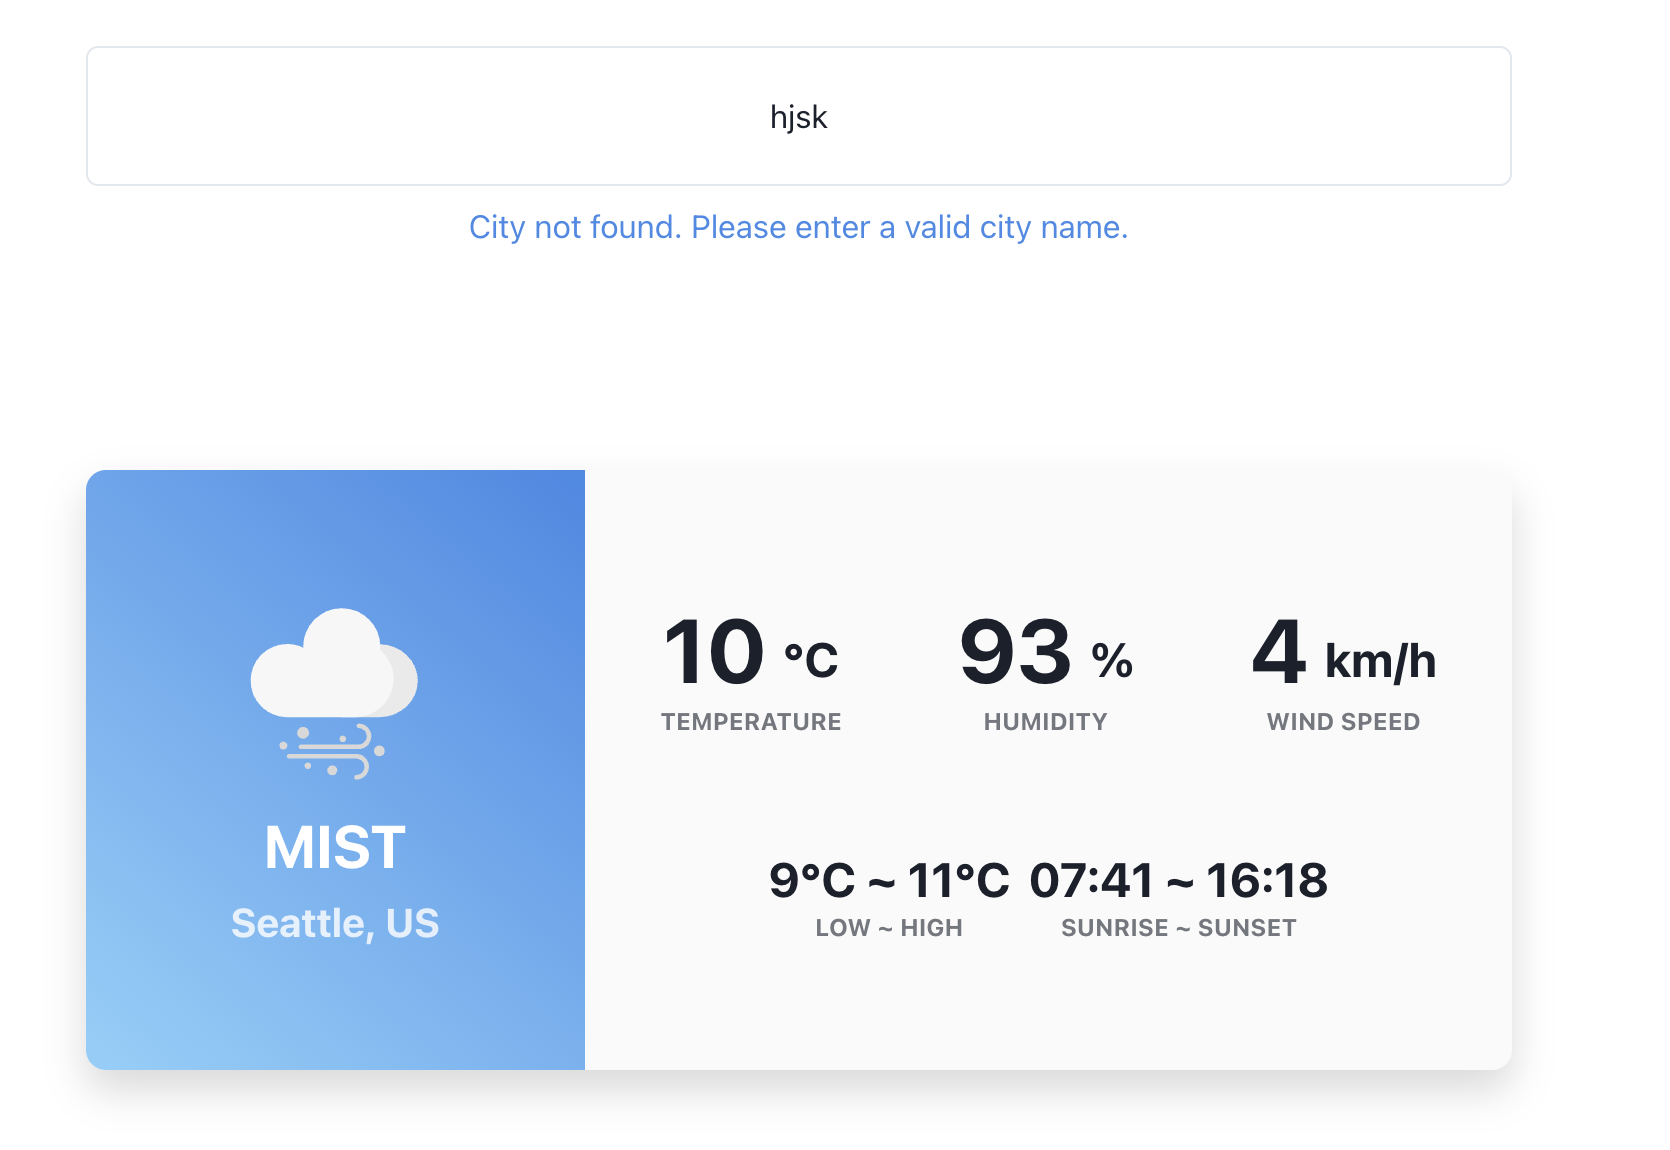 hjsk
City not found. Please enter a valid city name.
MIST
Seattle, US
10 °C
TEMPERATURE
93 %
HUMIDITY
4 km/h
WIND SPEED
9°C ~ 11°C
LOW ~ HIGH
07:41 ~ 16:18
SUNRISE ~ SUNSET